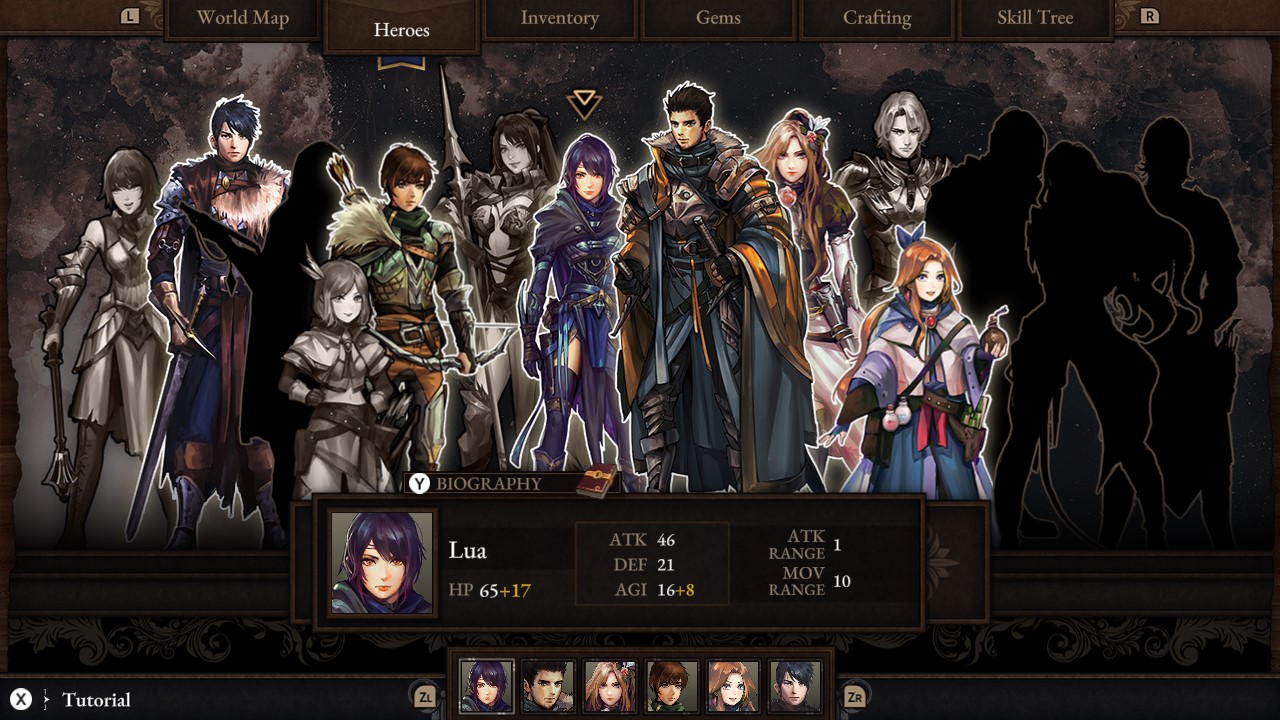 L
World Map
Heroes
Inventory
Gems
Crafting
Skill Tree
R
Y BIOGRAPHY
Lua
HP 65+17
ATK 46
DEF 21
AGI 16+8
ATK RANGE 1
MOV RANGE 10
X Tutorial
ZL
ZR